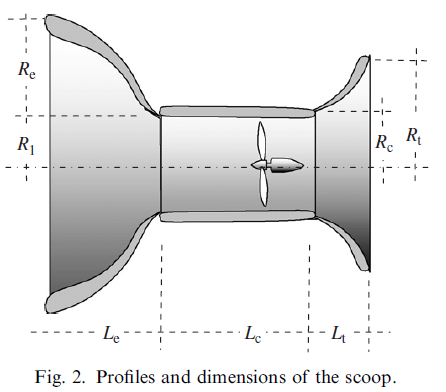 Re
R1
Rc
Rt
Le
Lc
Lt
Fig. 2. Profiles and dimensions of the scoop.